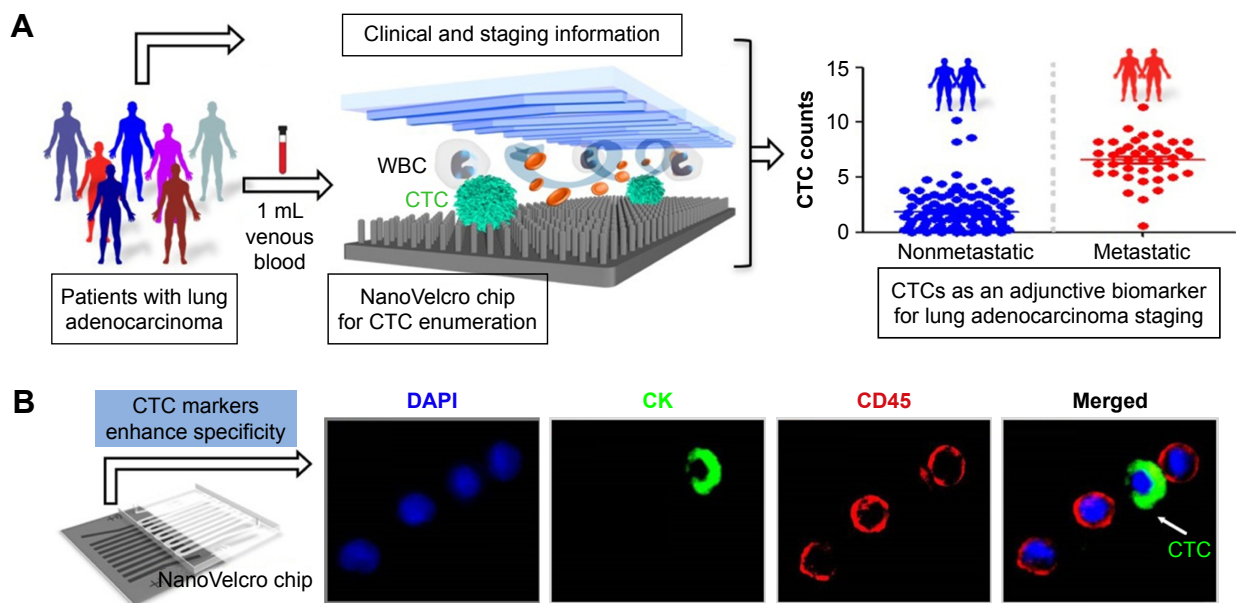 A
Clinical and staging information
WBC
CTC
1 mL
venous
blood
Patients with lung
adenocarcinoma
NanoVelcro chip
for CTC enumeration
CTC counts
15
10
5
0
Nonmetastatic
Metastatic
CTCs as an adjunctive biomarker
for lung adenocarcinoma staging
B
CTC markers
enhance specificity
NanoVelcro chip
DAPI
CK
CD45
Merged
CTC